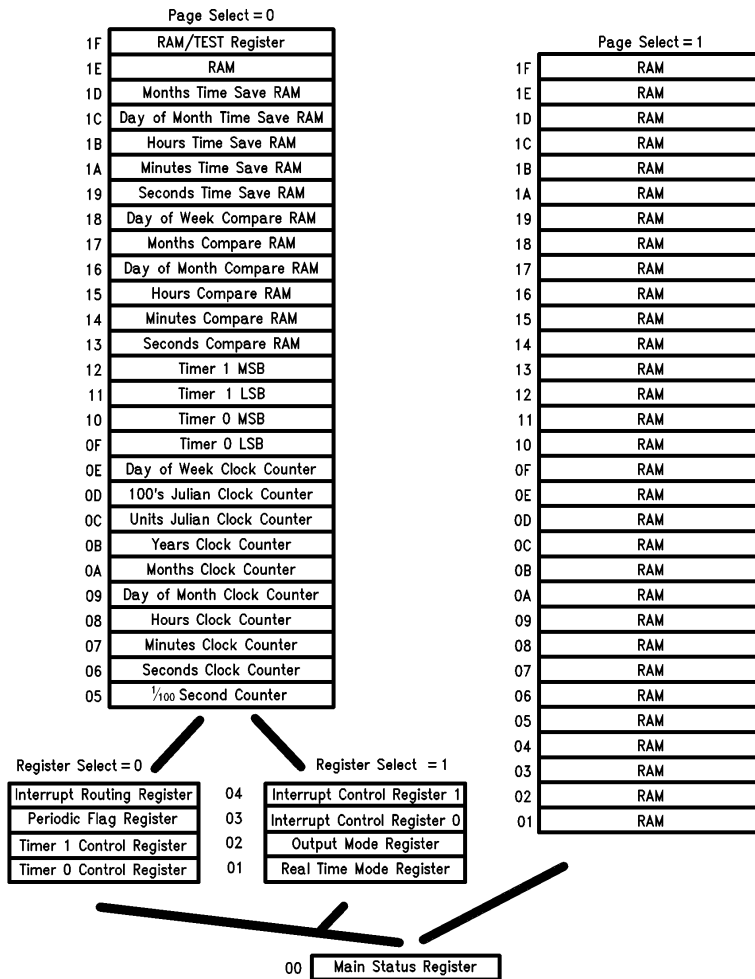 Page Select = 0
1F RAM/TEST Register
1E RAM
1D Months Time Save RAM
1C Day of Month Time Save RAM
1B Hours Time Save RAM
1A Minutes Time Save RAM
19 Seconds Time Save RAM
18 Day of Week Compare RAM
17 Months Compare RAM
16 Day of Month Compare RAM
15 Hours Compare RAM
14 Minutes Compare RAM
13 Seconds Compare RAM
12 Timer 1 MSB
11 Timer 1 LSB
10 Timer 0 MSB
0F Timer 0 LSB
0E Day of Week Clock Counter
0D 100's Julian Clock Counter
0C Units Julian Clock Counter
0B Years Clock Counter
0A Months Clock Counter
09 Day of Month Clock Counter
08 Hours Clock Counter
07 Minutes Clock Counter
06 Seconds Clock Counter
05 1/100 Second Counter
Page Select = 1
1F RAM
1E RAM
1D RAM
1C RAM
1B RAM
1A RAM
19 RAM
18 RAM
17 RAM
16 RAM
15 RAM
14 RAM
13 RAM
12 RAM
11 RAM
10 RAM
0F RAM
0E RAM
0D RAM
0C RAM
0B RAM
0A RAM
09 RAM
08 RAM
07 RAM
06 RAM
05 RAM
04 RAM
03 RAM
02 RAM
01 RAM
Register Select = 0 Register Select = 1
Interrupt Routing Register 04 Interrupt Control Register 1
Periodic Flag Register 03 Interrupt Control Register 0
Timer 1 Control Register 02 Output Mode Register
Timer 0 Control Register 01 Real Time Mode Register
00 Main Status Register